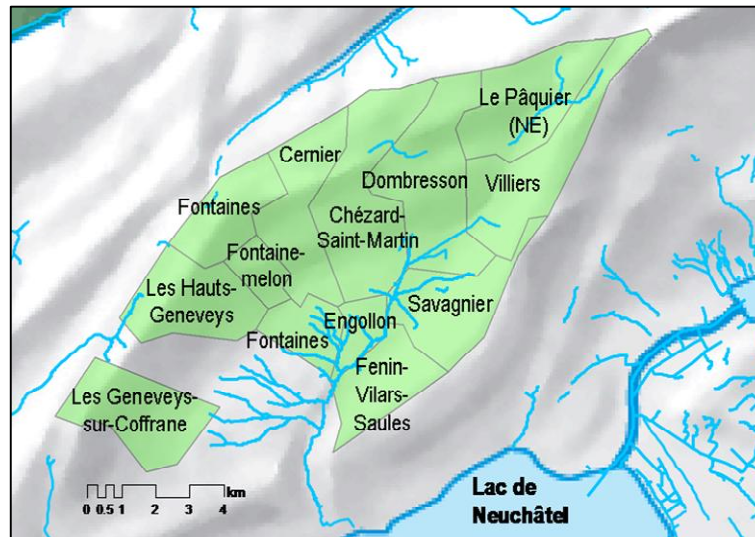 Le Pâquier
(NE)
Cernier
Dombresson
Villiers
Fontaines
Chézard-
Saint-Martin
Fontaine-
melon
Les Hauts-
Geneveys
Savagnier
Engollon
Fontaines
Fenin-
Vilars-
Saules
Les Geneveys-
sur-Coffrane
km
0 0.5 1 2 3 4
Lac de
Neuchâtel